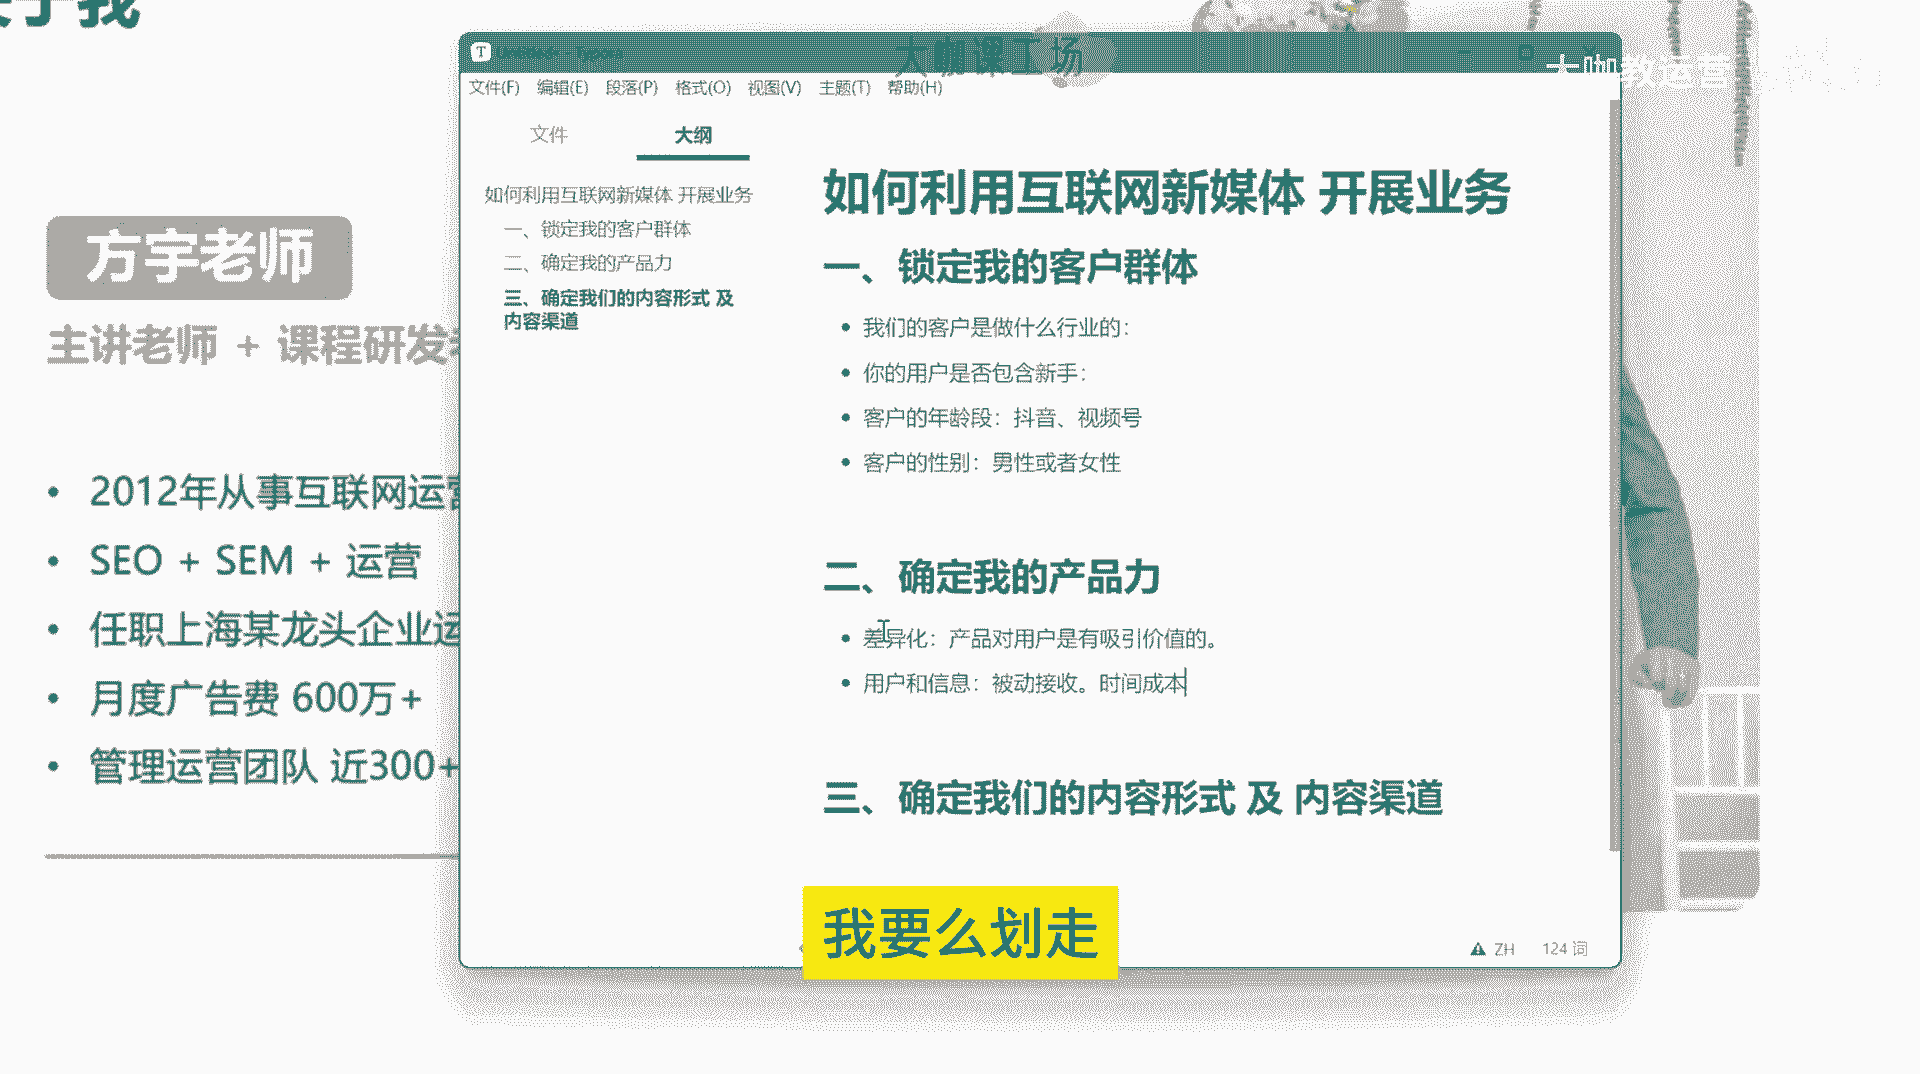 方宇老师
主讲老师 + 课程研发
2012年从事互联网运营
SEO + SEM + 运营
任职上海某龙头企业运
月度广告费 600万+
管理运营团队 近300+
大咖课工场
大咖教运营
文件(F) 编辑(E) 段落(P) 格式(O) 视图(V) 主题(T) 帮助(H)
文件 大纲
如何利用互联网新媒体 开展业务
一、锁定我的客户群体
二、确定我的产品力
三、确定我们的内容形式 及
内容渠道
如何利用互联网新媒体 开展业务
一、锁定我的客户群体
我们的客户是做什么行业的：
你的用户是否包含新手：
客户的年龄段：抖音、视频号
客户的性别：男性或者女性
二、确定我的产品力
差异化：产品对用户是有吸引价值的。
用户和信息：被动接收。时间成本
三、确定我们的内容形式 及 内容渠道
ZH 124 词
我要么划走